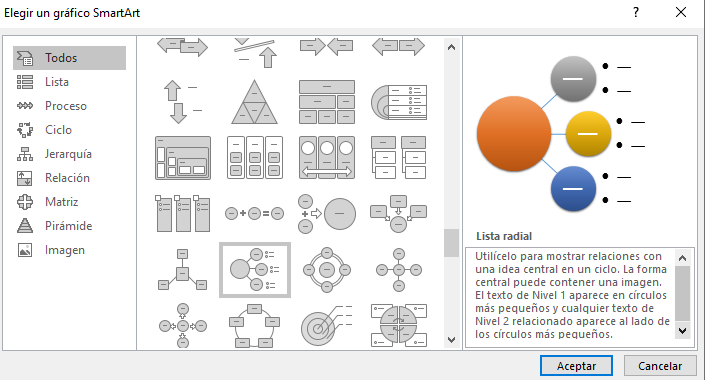 Elegir un gráfico SmartArt
?
Todos
Lista
Proceso
Ciclo
Jerarquía
Relación
Matriz
Pirámide
Imagen
Lista radial
Utilícelo para mostrar relaciones con
una idea central en un ciclo. La forma
central puede contener una imagen.
El texto de Nivel 1 aparece en círculos
más pequeños y cualquier texto de
Nivel 2 relacionado aparece al lado de
los círculos más pequeños.
Aceptar
Cancelar